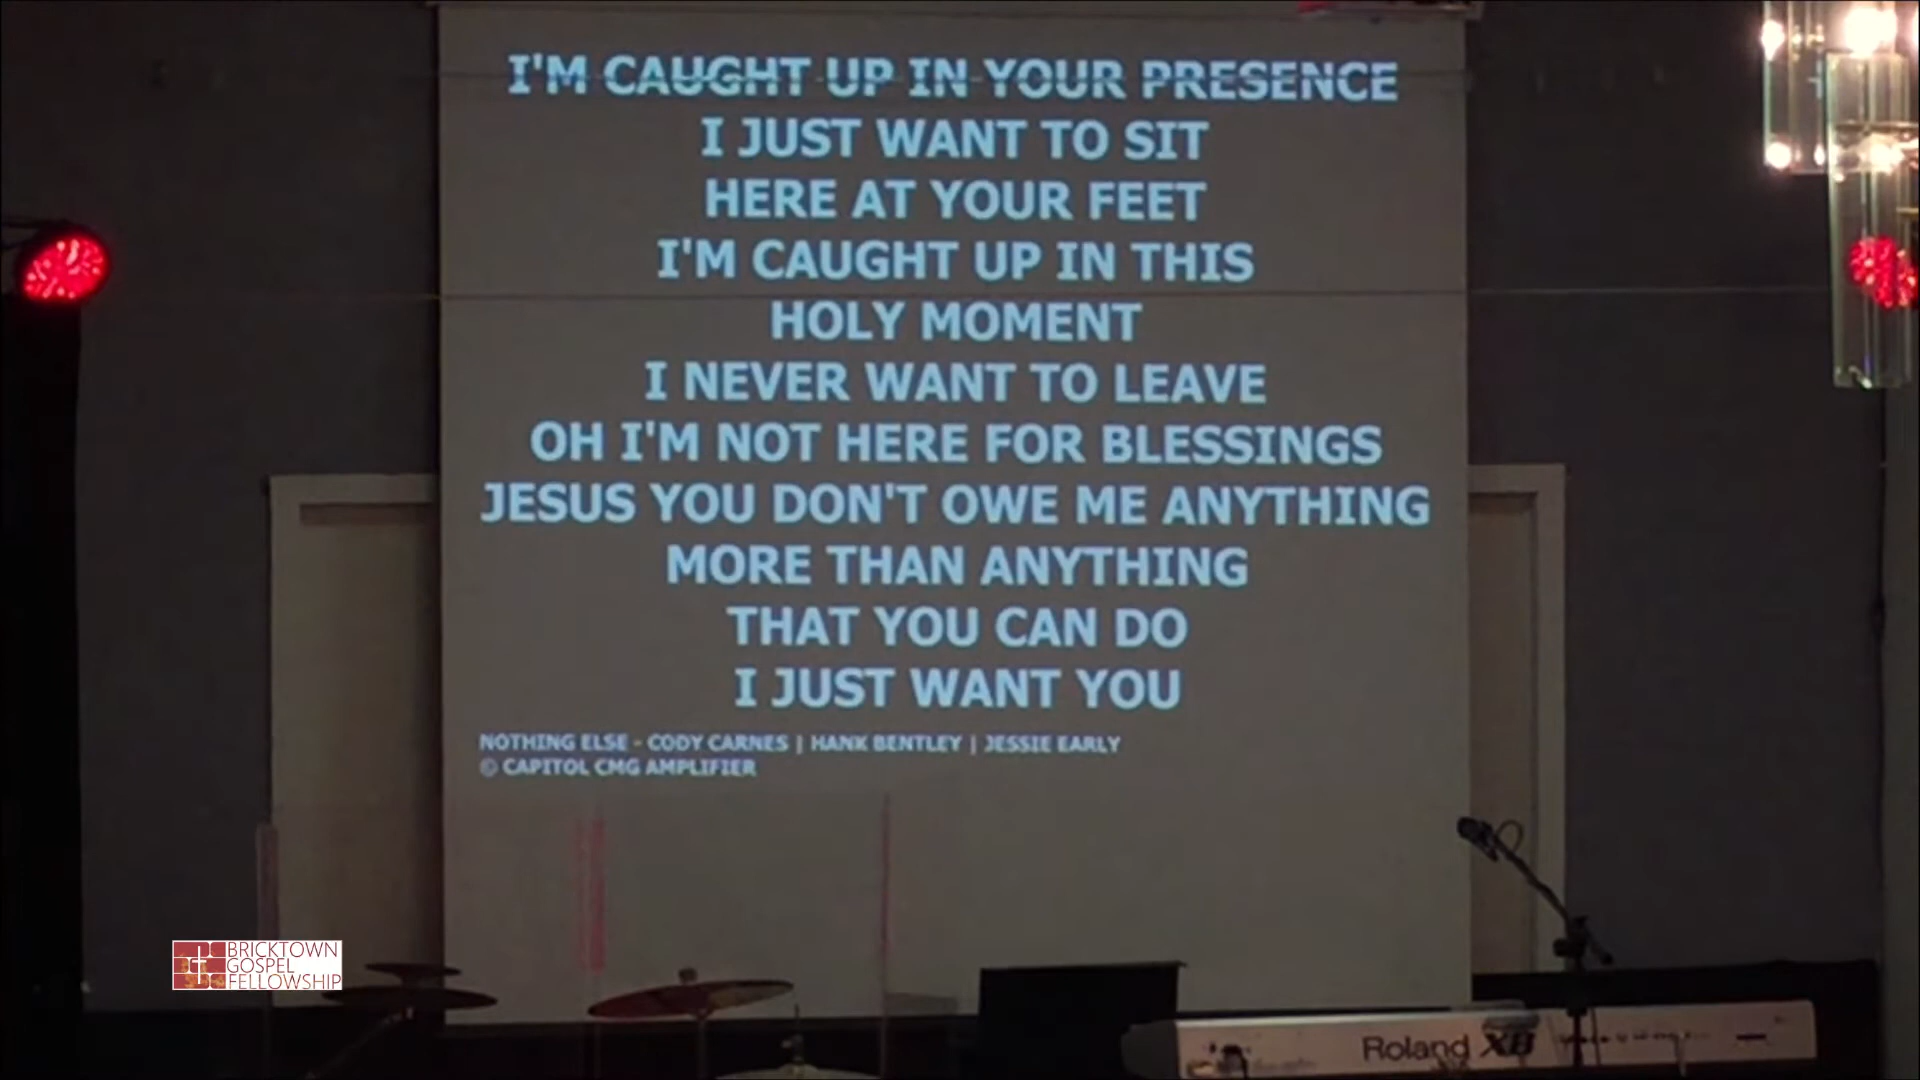 I'M CAUGHT UP IN YOUR PRESENCE
I JUST WANT TO SIT
HERE AT YOUR FEET
I'M CAUGHT UP IN THIS
HOLY MOMENT
I NEVER WANT TO LEAVE
OH I'M NOT HERE FOR BLESSINGS
JESUS YOU DON'T OWE ME ANYTHING
MORE THAN ANYTHING
THAT YOU CAN DO
I JUST WANT YOU
NOTHING ELSE - CODY CARNES | HANK BENTLEY | JESSIE EARLY
© CAPITOL CMG AMPLIFIER
BRICKTOWN
GOSPEL
FELLOWSHIP
Roland X8